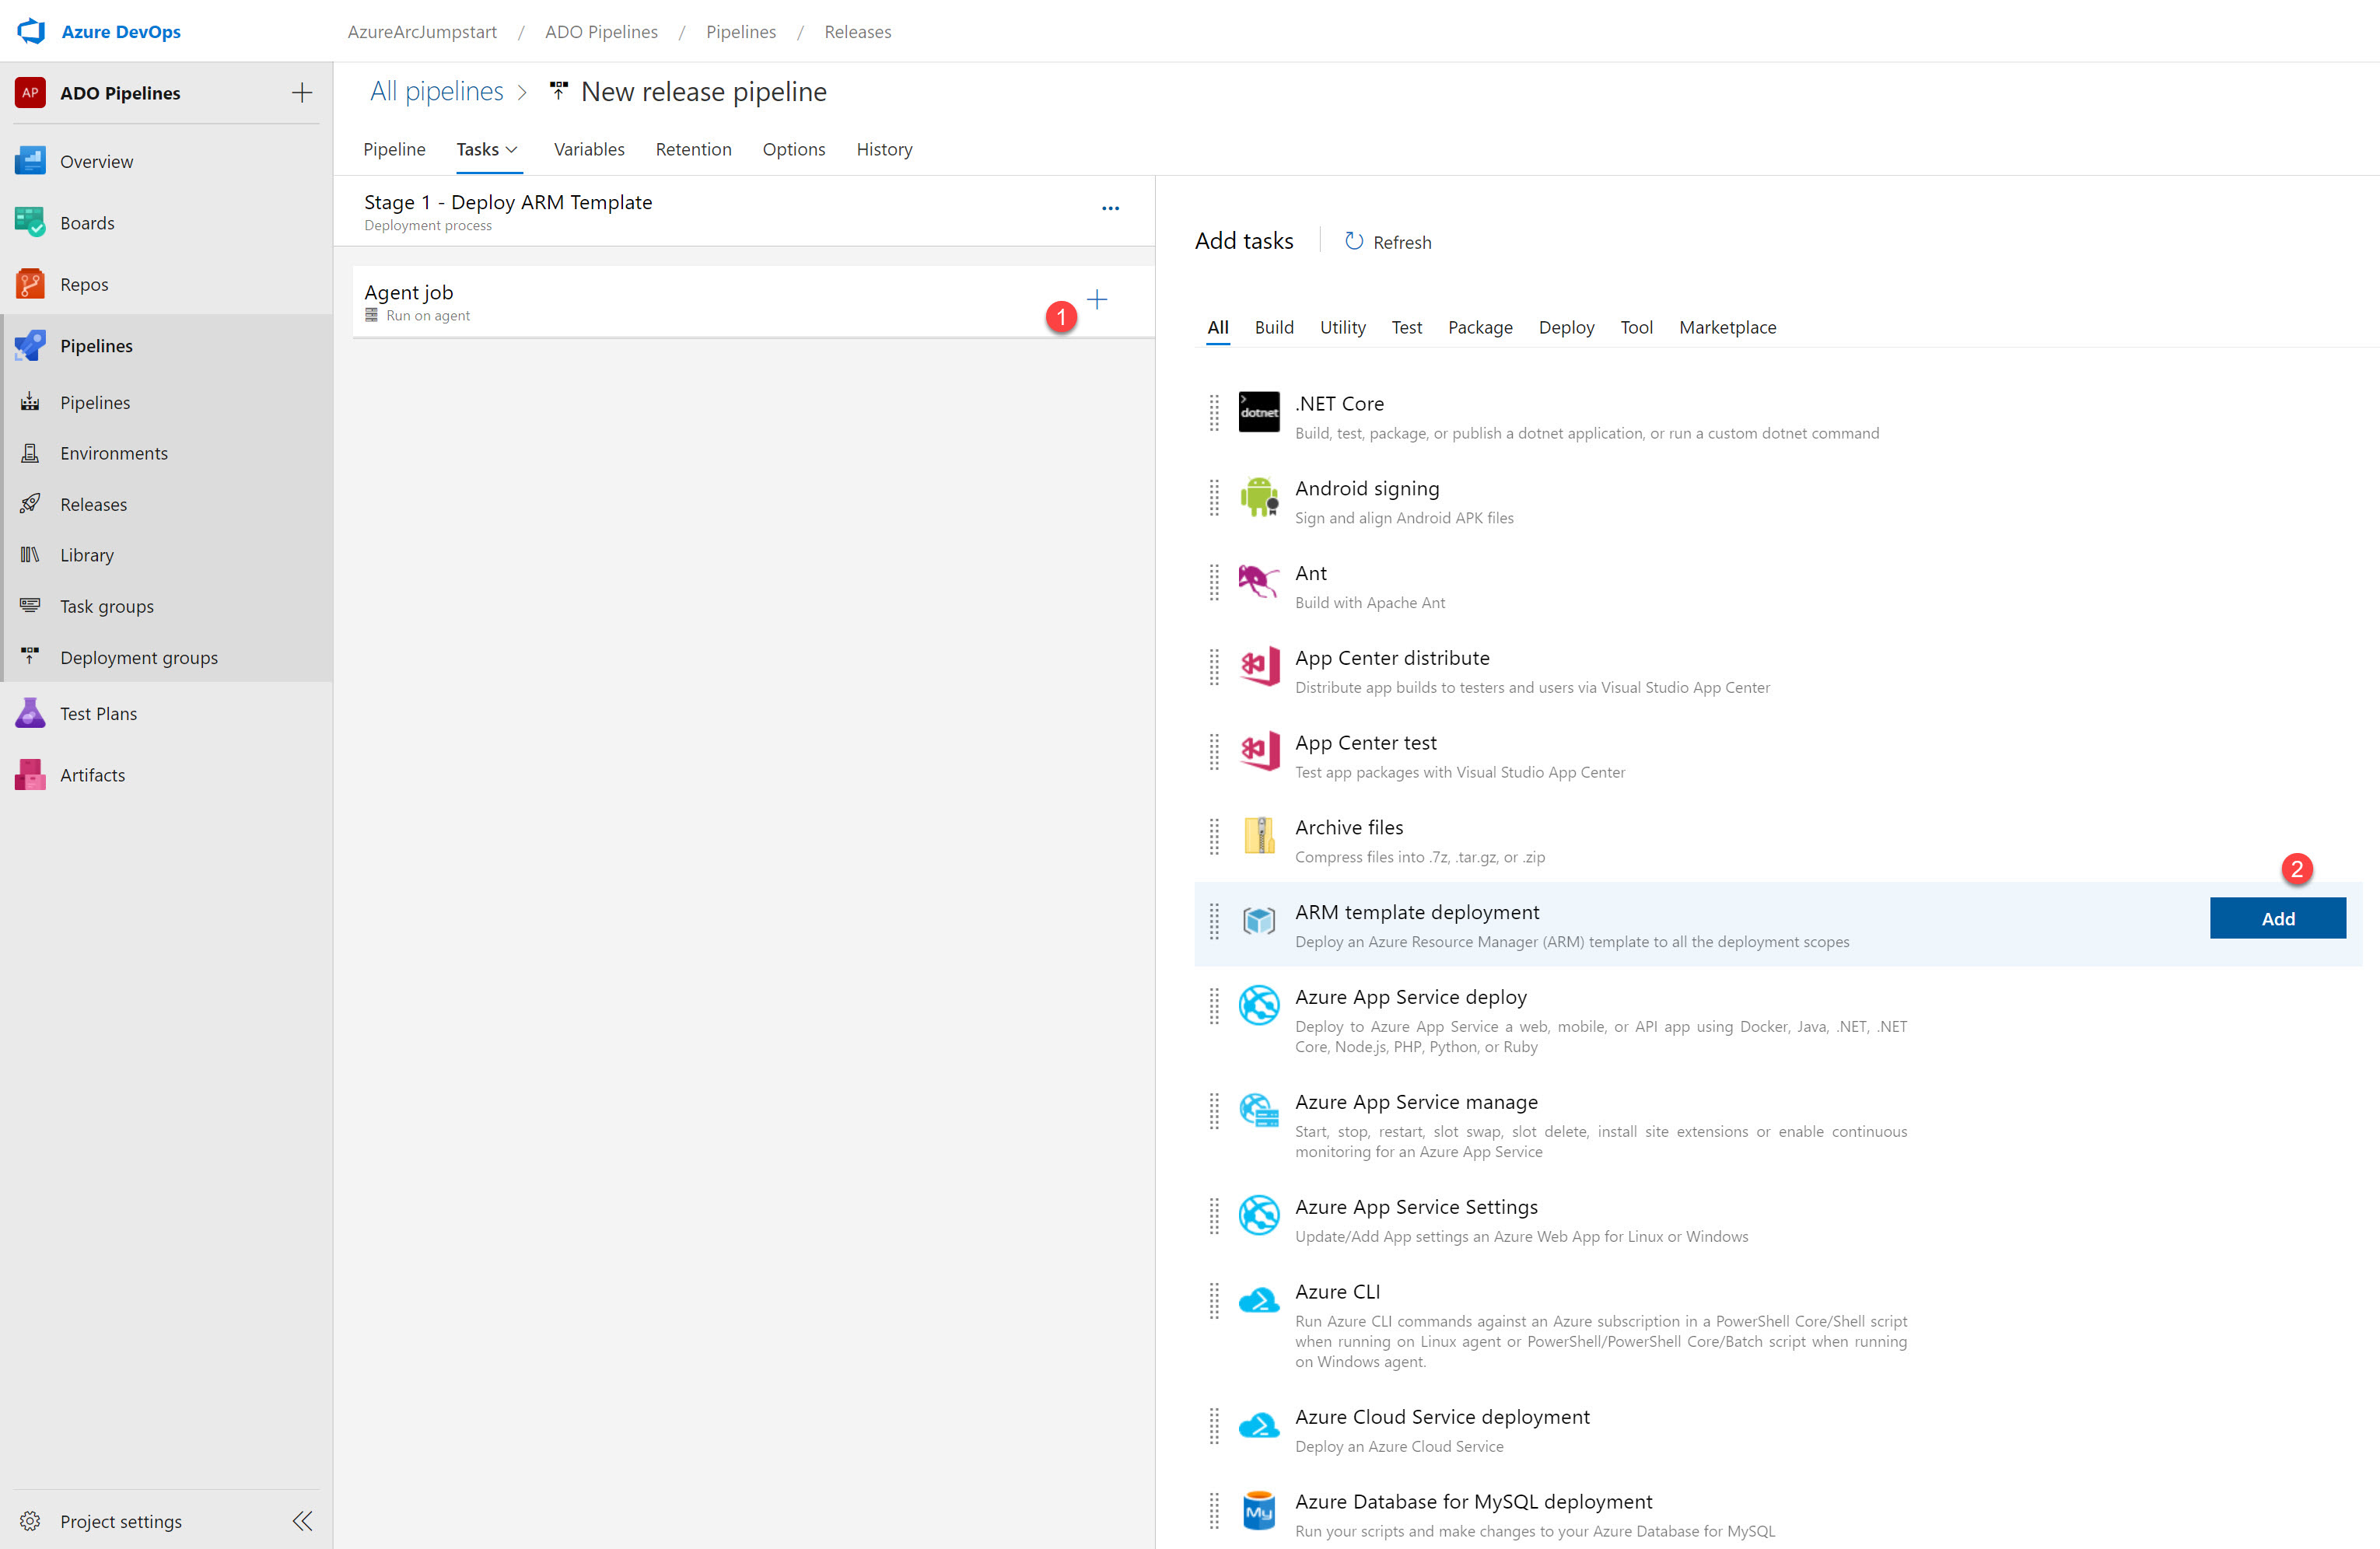 Azure DevOps
AzureArcJumpstart / ADO Pipelines / Pipelines / Releases
AP ADO Pipelines
Overview
Boards
Repos
Pipelines
Pipelines
Environments
Releases
Library
Task groups
Deployment groups
Test Plans
Artifacts
Project settings
All pipelines > New release pipeline
Pipeline Tasks Variables Retention Options History
Stage 1 - Deploy ARM Template
Deployment process
Agent job
Run on agent
1
Add tasks
Refresh
All Build Utility Test Package Deploy Tool Marketplace
dotnet
.NET Core
Build, test, package, or publish a dotnet application, or run a custom dotnet command
Android signing
Sign and align Android APK files
Ant
Build with Apache Ant
App Center distribute
Distribute app builds to testers and users via Visual Studio App Center
App Center test
Test app packages with Visual Studio App Center
Archive files
Compress files into .7z, .tar.gz, or .zip
2
ARM template deployment
Deploy an Azure Resource Manager (ARM) template to all the deployment scopes
Add
Azure App Service deploy
Deploy to Azure App Service a web, mobile, or API app using Docker, Java, .NET, .NET
Core, Node.js, PHP, Python, or Ruby
Azure App Service manage
Start, stop, restart, slot swap, slot delete, install site extensions or enable continuous
monitoring for an Azure App Service
Azure App Service Settings
Update/Add App settings an Azure Web App for Linux or Windows
Azure CLI
Run Azure CLI commands against an Azure subscription in a PowerShell Core/Shell script
when running on Linux agent or PowerShell/PowerShell Core/Batch script when running
on Windows agent.
Azure Cloud Service deployment
Deploy an Azure Cloud Service
My
Azure Database for MySQL deployment
Run your scripts and make changes to your Azure Database for MySQL